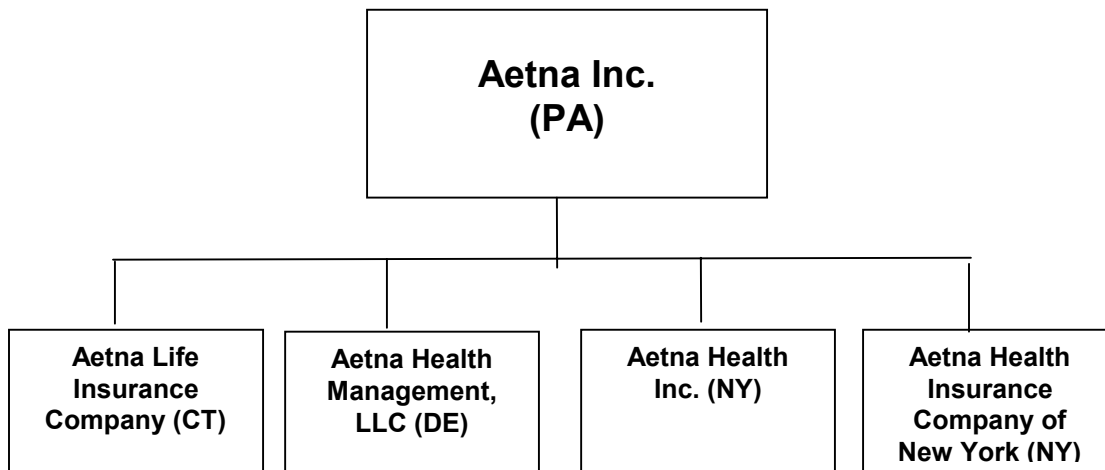 Aetna Inc.
(PA)
Aetna Life
Insurance
Company (CT)
Aetna Health
Management,
LLC (DE)
Aetna Health
Inc. (NY)
Aetna Health
Insurance
Company of
New York (NY)